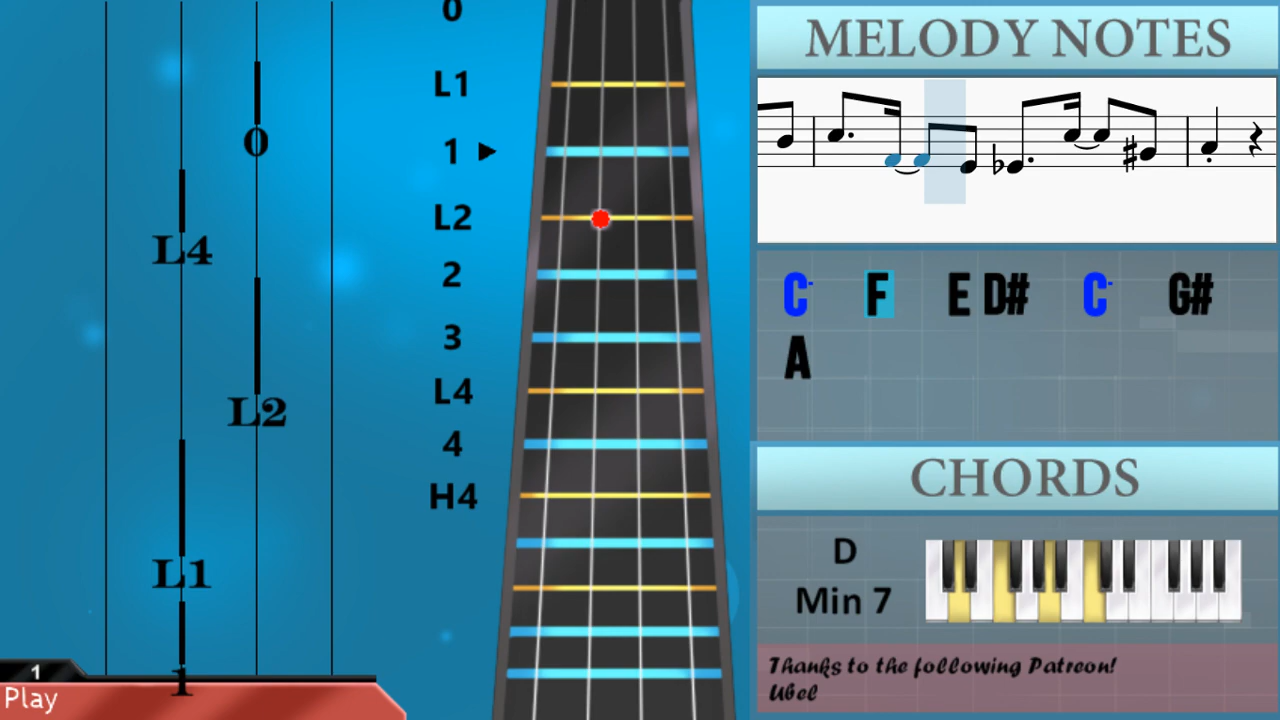 0
L4
L2
L1
1
1
Play
0
L1
1 ►
L2
2
3
L4
4
H4
MELODY NOTES
C- F E D# C- G#
A
CHORDS
D
Min 7
Thanks to the following Patreon!
Ubel